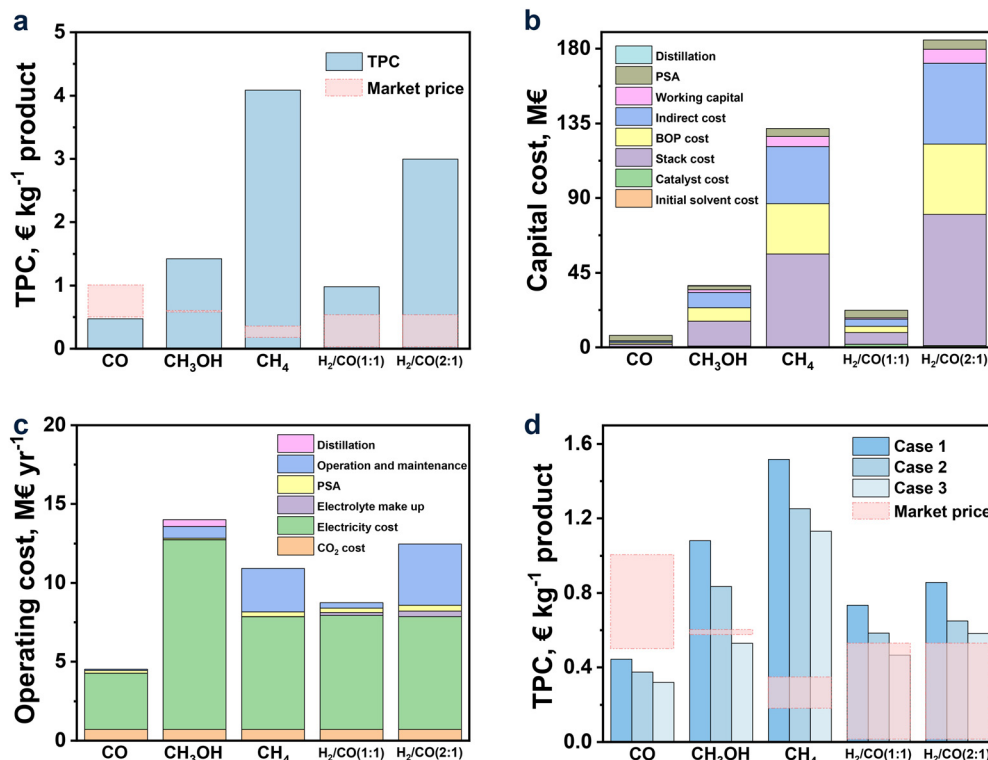 a
TPC, € kg⁻¹ product
5
4
3
2
1
0
TPC
Market price
CO
CH₃OH
CH₄
H₂/CO(1:1)
H₂/CO(2:1)
b
Capital cost, M€
180
135
90
45
0
Distillation
PSA
Working capital
Indirect cost
BOP cost
Stack cost
Catalyst cost
Initial solvent cost
CO
CH₃OH
CH₄
H₂/CO(1:1)
H₂/CO(2:1)
c
Operating cost, M€ yr⁻¹
20
15
10
5
0
Distillation
Operation and maintenance
PSA
Electrolyte make up
Electricity cost
CO₂ cost
CO
CH₃OH
CH₄
H₂/CO(1:1)
H₂/CO(2:1)
d
TPC, € kg⁻¹ product
1.6
1.2
0.8
0.4
0.0
Case 1
Case 2
Case 3
Market price
CO
CH₃OH
CH₄
H₂/CO(1:1)
H₂/CO(2:1)